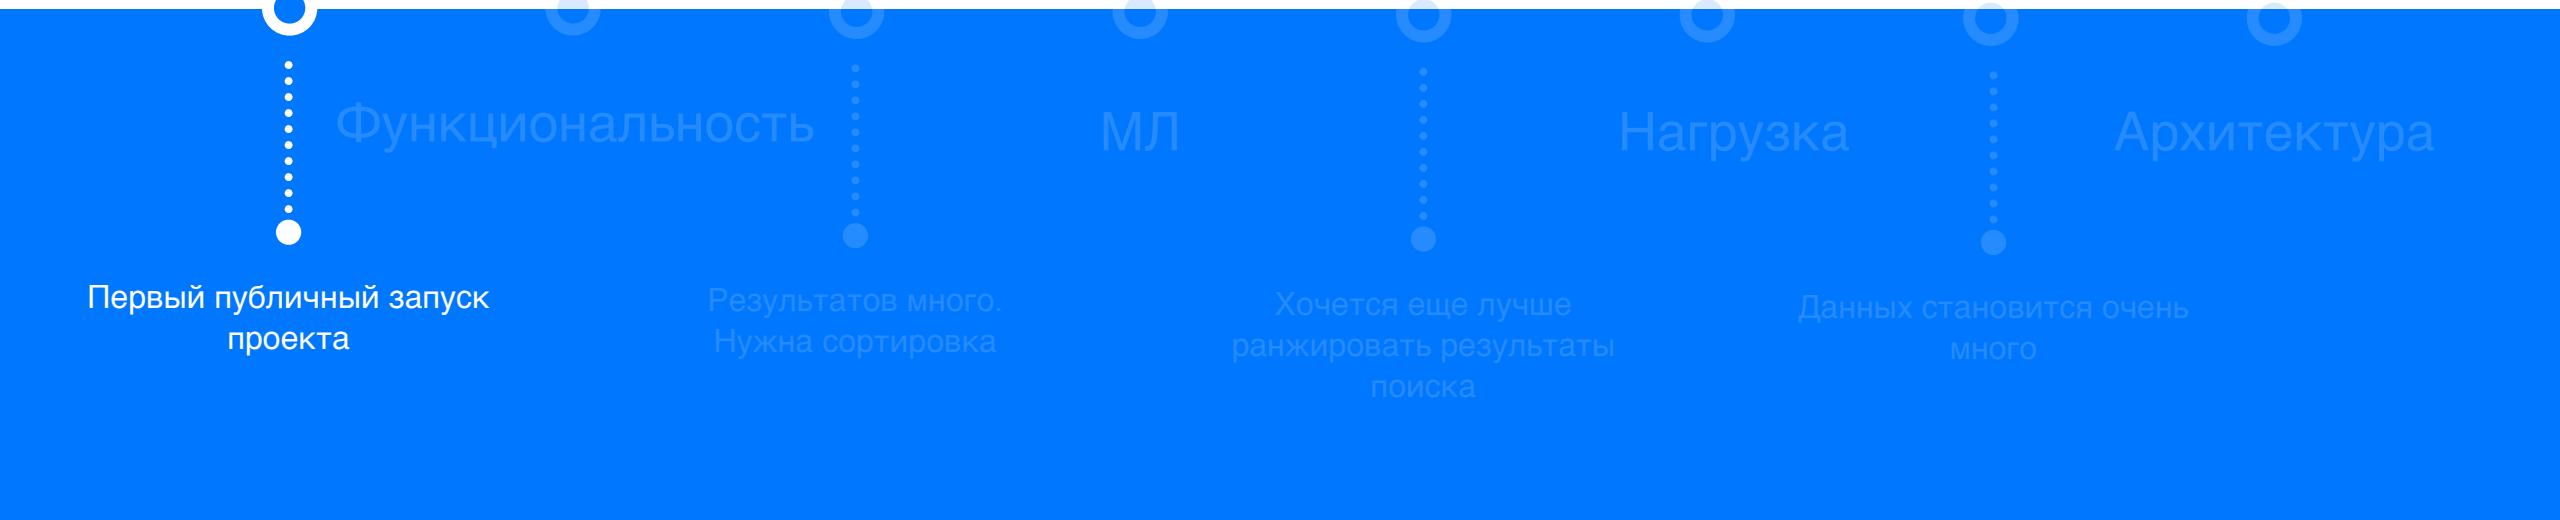 Функциональность
МЛ
Нагрузка
Архитектура
Первый публичный запуск
проекта
Результатов много.
Нужна сортировка
Хочется еще лучше
ранжировать результаты
поиска
Данных становится очень
много